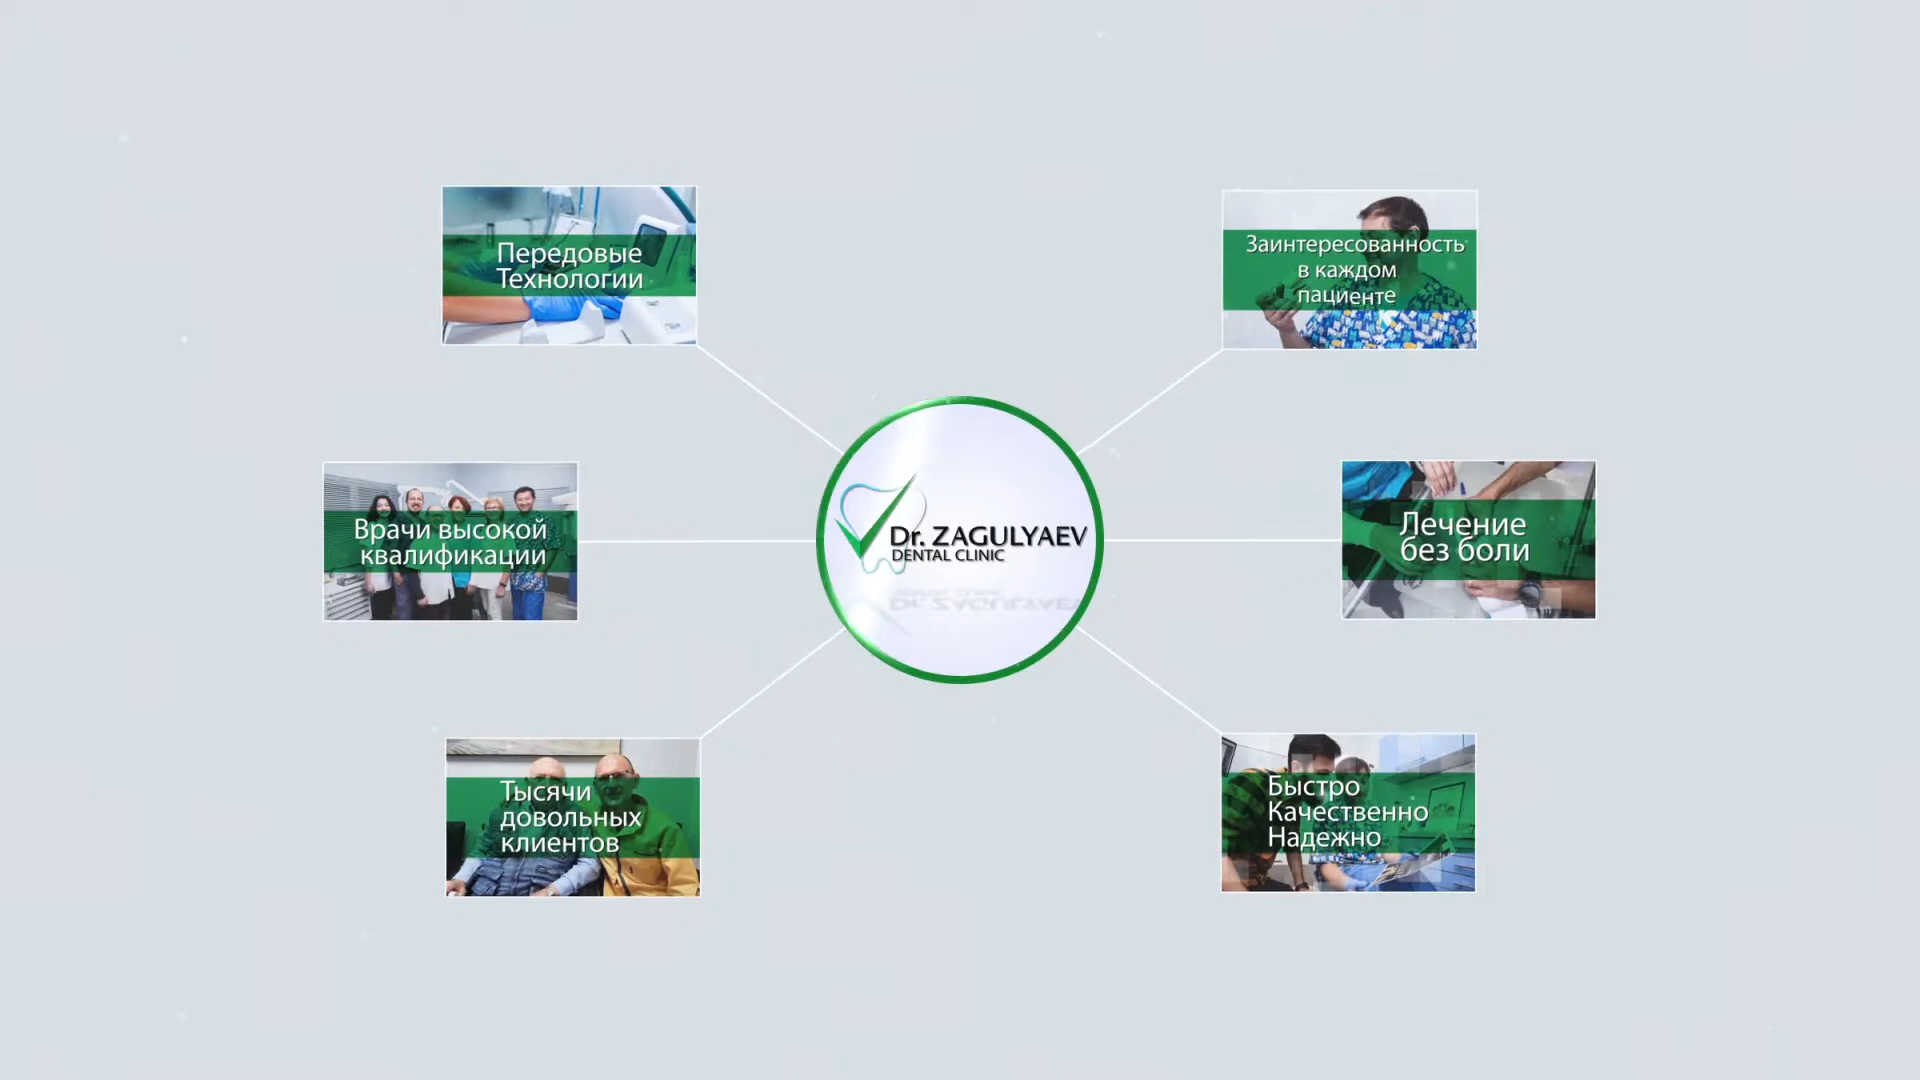 Передовые
Технологии
Заинтересованность
в каждом
пациенте
Врачи высокой
квалификации
Dr. ZAGULYAEV
DENTAL CLINIC
Лечение
без боли
Тысячи
довольных
клиентов
Быстро
Качественно
Надежно